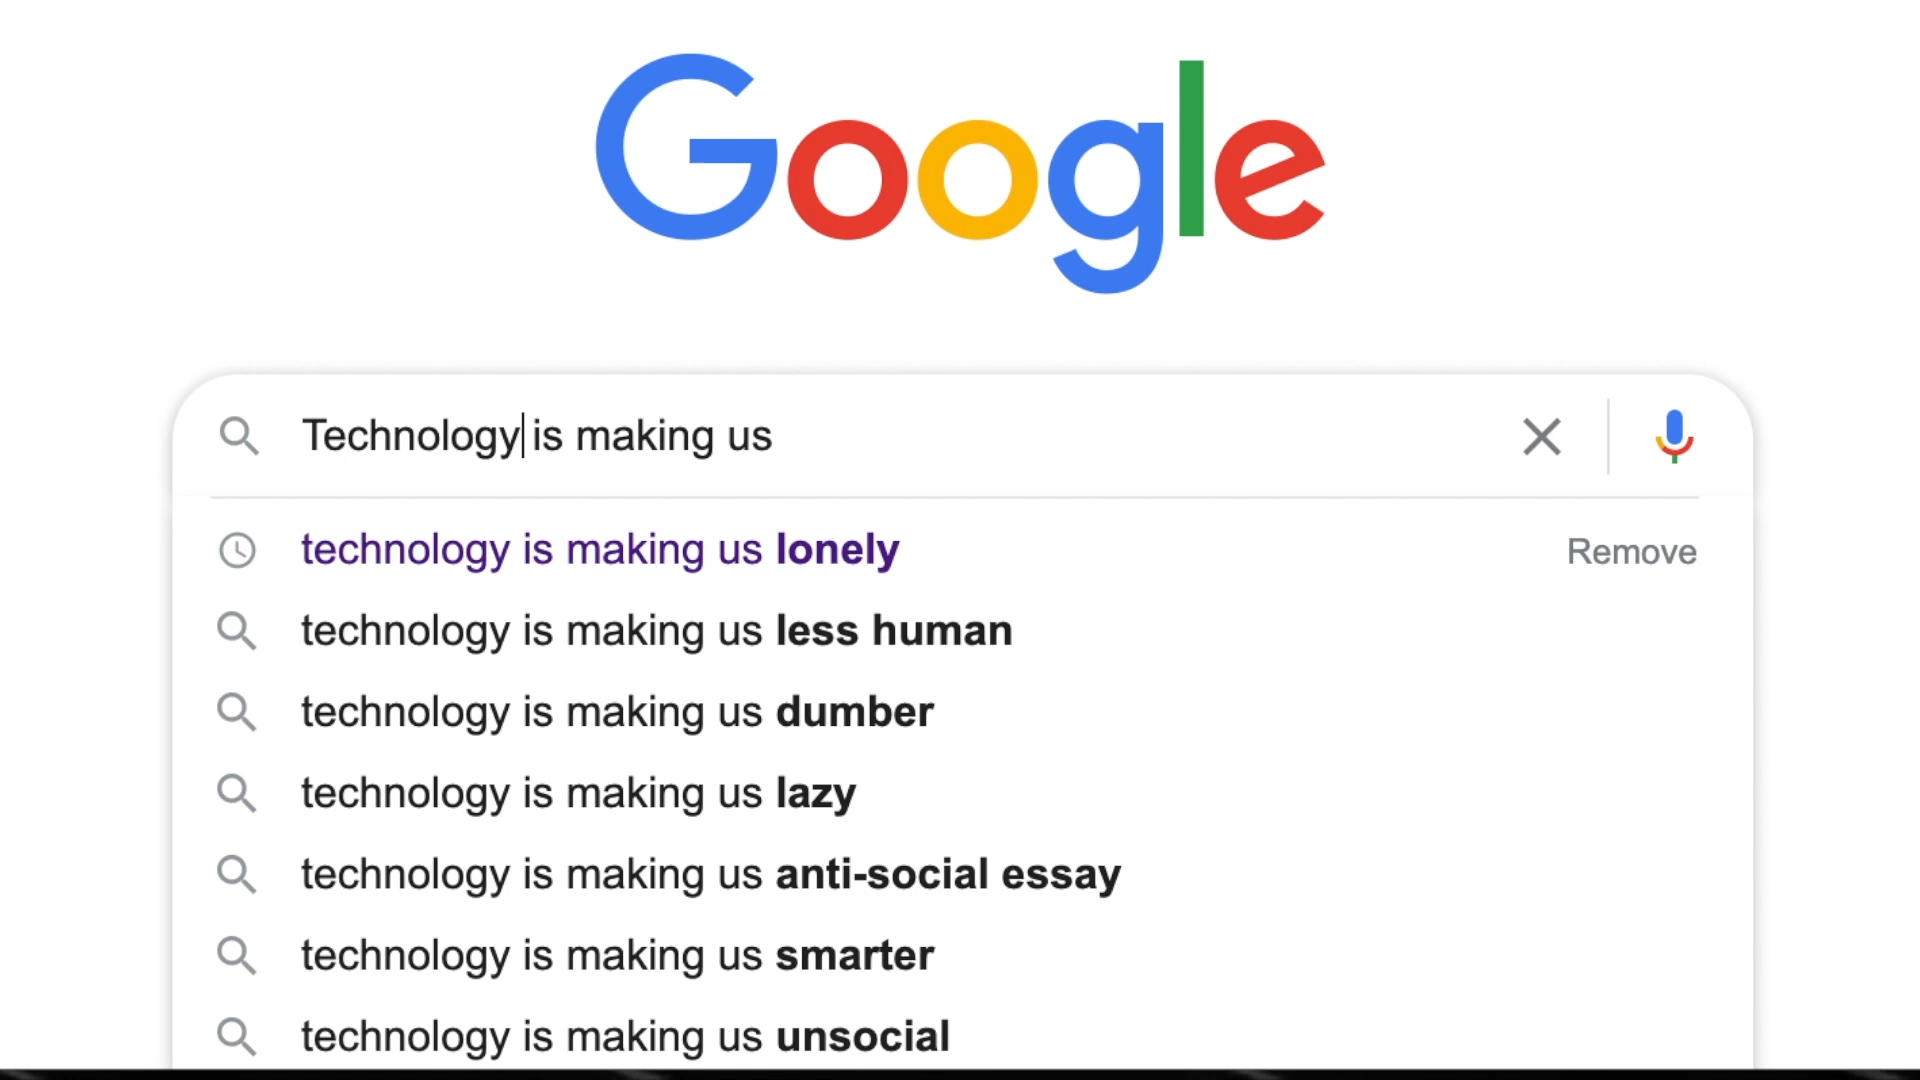 Google
Technology is making us
technology is making us lonely
Remove
technology is making us less human
technology is making us dumber
technology is making us lazy
technology is making us anti-social essay
technology is making us smarter
technology is making us unsocial